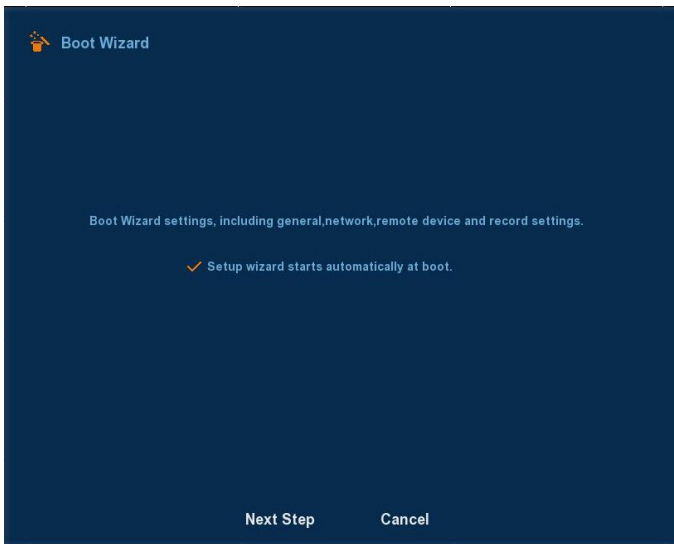 Boot Wizard
Boot Wizard settings, including general,network,remote device and record settings.
Setup wizard starts automatically at boot.
Next Step Cancel